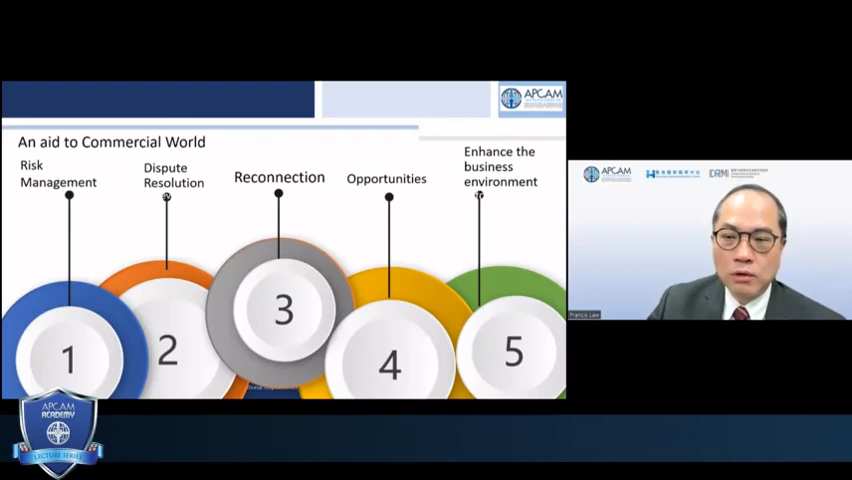 APCAM
An aid to Commercial World
Risk
Management
Dispute
Resolution
Reconnection
Opportunities
Enhance the
business
environment
1
2
3
4
5
APCAM
IDRMI
Francis Law
APCAM
ACADEMY
LECTURE SERIES